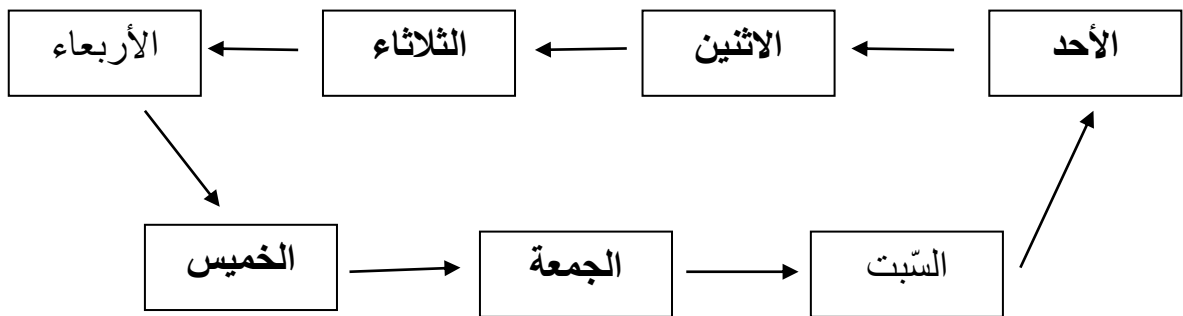 الأحد
الاثنين
الثلاثاء
الأربعاء
الخميس
الجمعة
السّبت